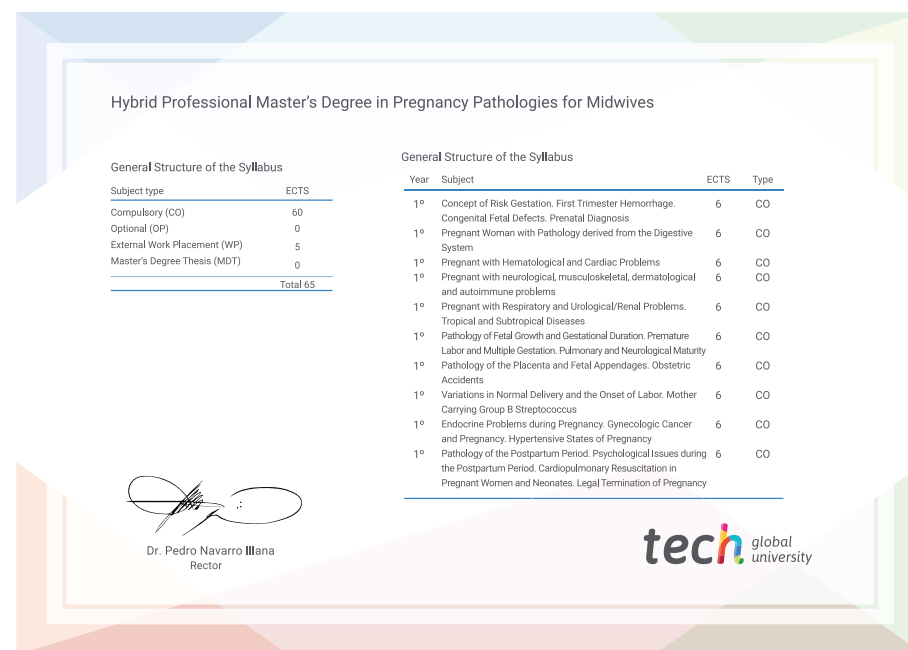 Hybrid Professional Master's Degree in Pregnancy Pathologies for Midwives
General Structure of the Syllabus
Subject type ECTS
Compulsory (CO) 60
Optional (OP) 0
External Work Placement (WP) 5
Master's Degree Thesis (MDT) 0
Total 65
General Structure of the Syllabus
Year Subject ECTS Type
1º Concept of Risk Gestation. First Trimester Hemorrhage. 6 CO
Congenital Fetal Defects. Prenatal Diagnosis
1º Pregnant Woman with Pathology derived from the Digestive 6 CO
System
1º Pregnant with Hematological and Cardiac Problems 6 CO
1º Pregnant with neurological, musculoskeletal, dermatological 6 CO
and autoimmune problems
1º Pregnant with Respiratory and Urological/Renal Problems. 6 CO
Tropical and Subtropical Diseases
1º Pathology of Fetal Growth and Gestational Duration. Premature 6 CO
Labor and Multiple Gestation. Pulmonary and Neurological Maturity
1º Pathology of the Placenta and Fetal Appendages. Obstetric 6 CO
Accidents
1º Variations in Normal Delivery and the Onset of Labor. Mother 6 CO
Carrying Group B Streptococcus
1º Endocrine Problems during Pregnancy. Gynecologic Cancer 6 CO
and Pregnancy. Hypertensive States of Pregnancy
1º Pathology of the Postpartum Period. Psychological Issues during 6 CO
the Postpartum Period. Cardiopulmonary Resuscitation in
Pregnant Women and Neonates. Legal Termination of Pregnancy
Dr. Pedro Navarro Illana
Rector
tech global
university